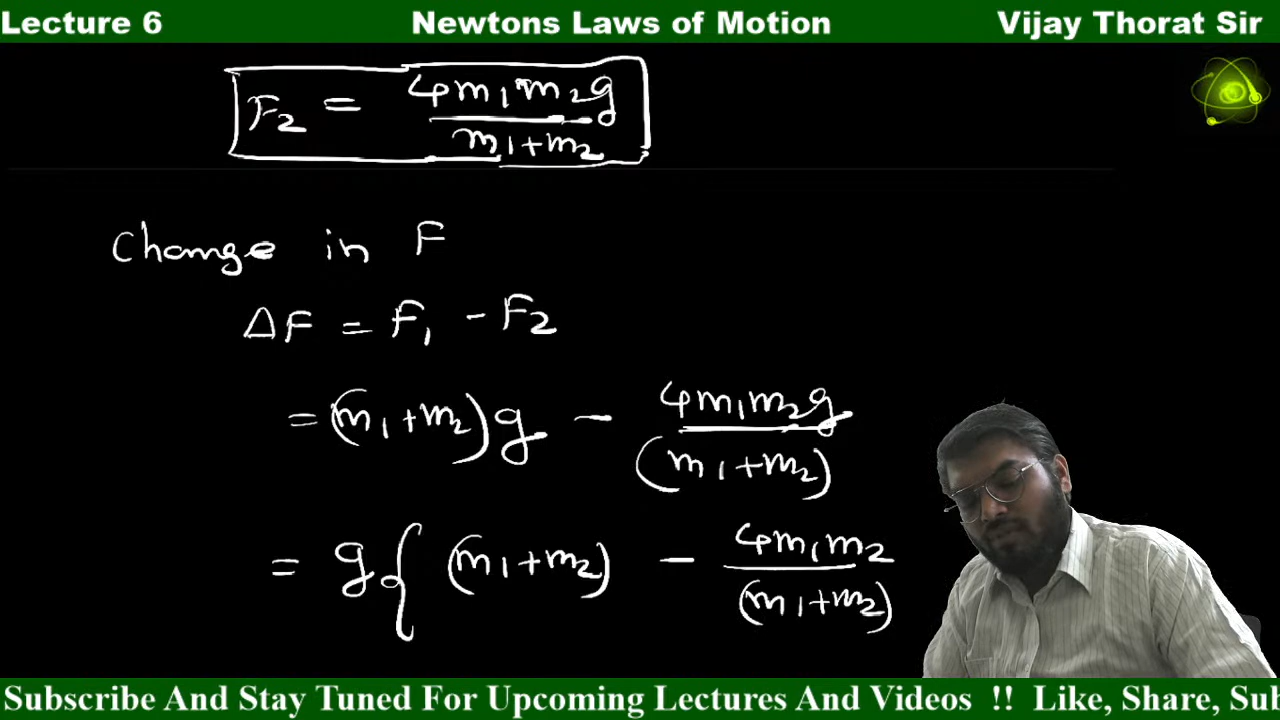 Lecture 6 Newtons Laws of Motion Vijay Thorat Sir
F₂ = 4m₁m₂g / m₁+m₂
Change in F
ΔF = F₁ - F₂
= (m₁+m₂)g - 4m₁m₂g / (m₁+m₂)
= g{ (m₁+m₂) - 4m₁m₂ / (m₁+m₂)
Subscribe And Stay Tuned For Upcoming Lectures And Videos !! Like, Share, Sub